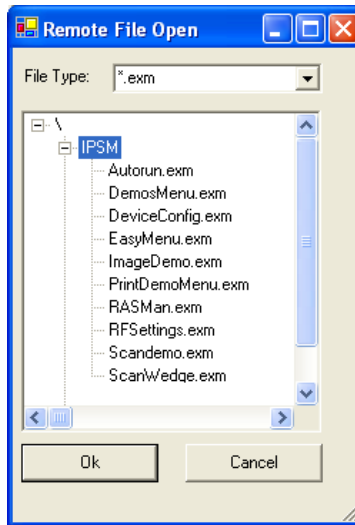 Remote File Open
File Type: *.exm
\
IPSM
Autorun.exm
DemosMenu.exm
DeviceConfig.exm
EasyMenu.exm
ImageDemo.exm
PrintDemoMenu.exm
RASMan.exm
RFSettings.exm
Scandemo.exm
ScanWedge.exm
Ok Cancel